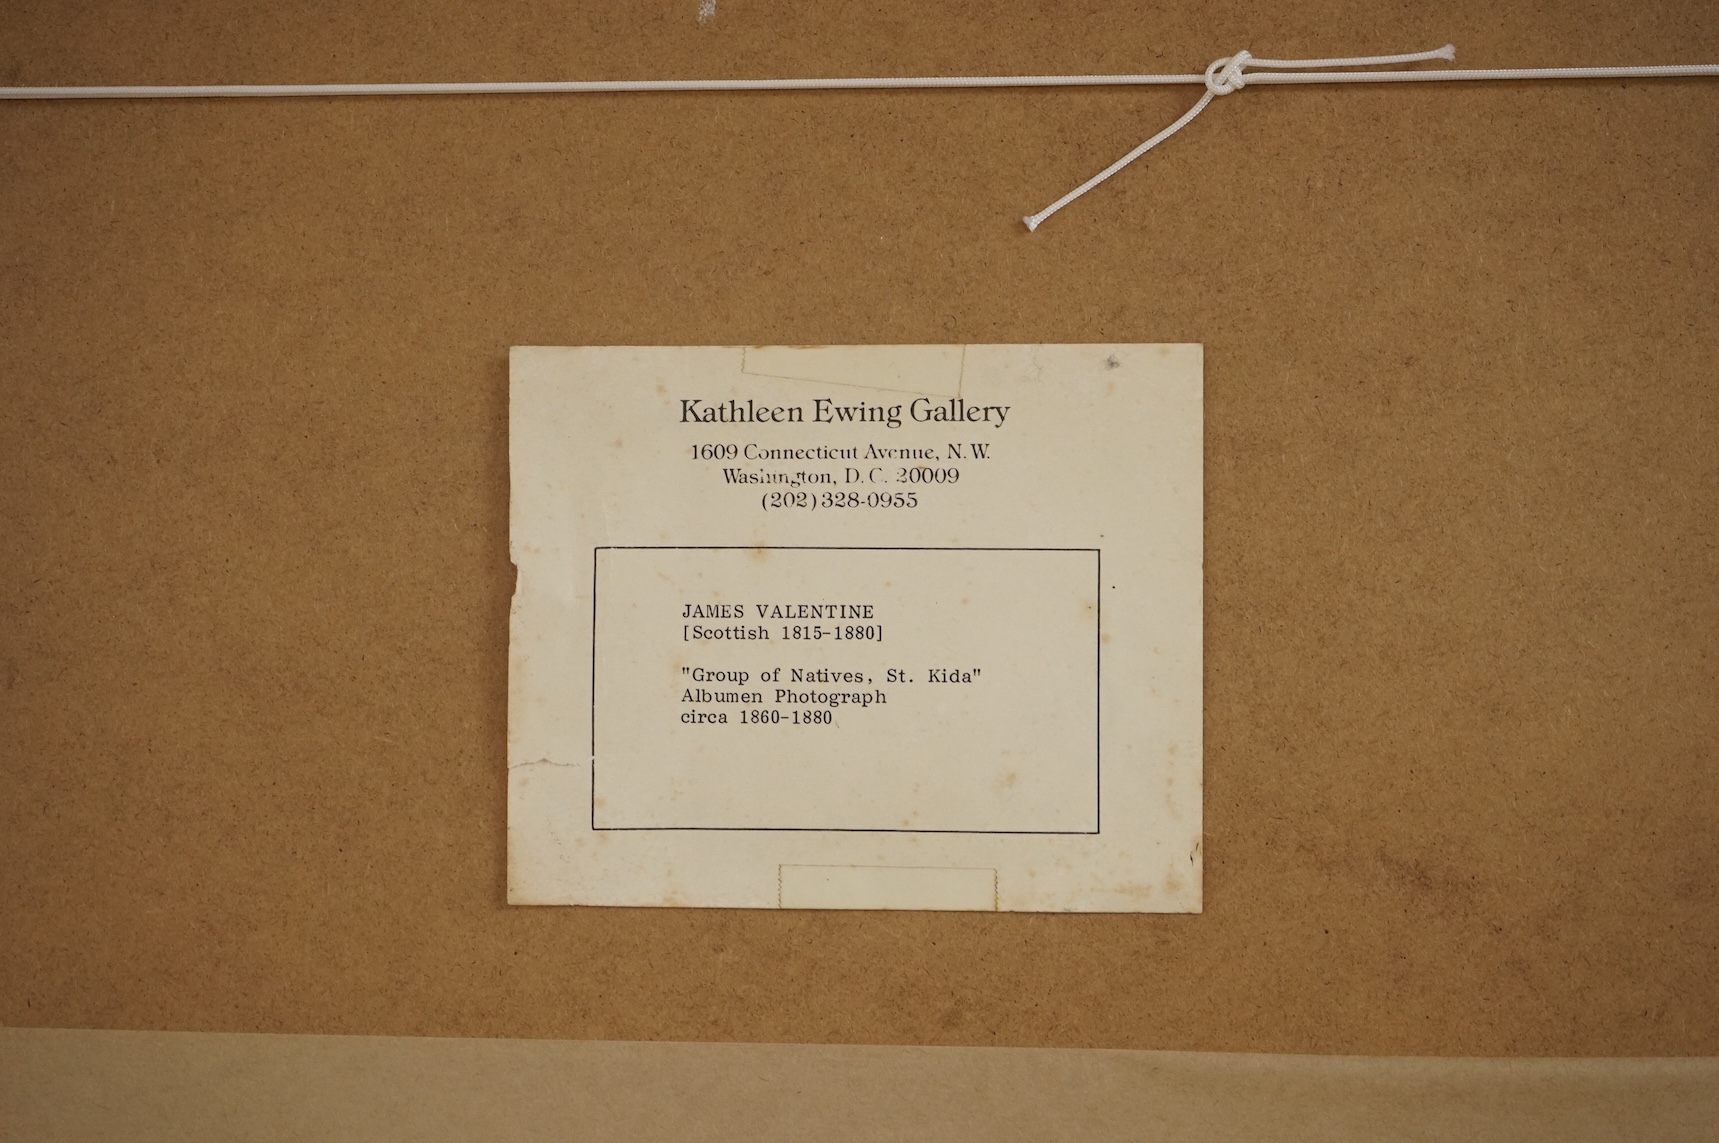 Kathleen Ewing Gallery
1609 Connecticut Avenue, N.W.
Washington, D.C. 20009
(202)328-0955
JAMES VALENTINE
[Scottish 1815-1880]
"Group of Natives, St. Kida"
Albumen Photograph
circa 1860-1880